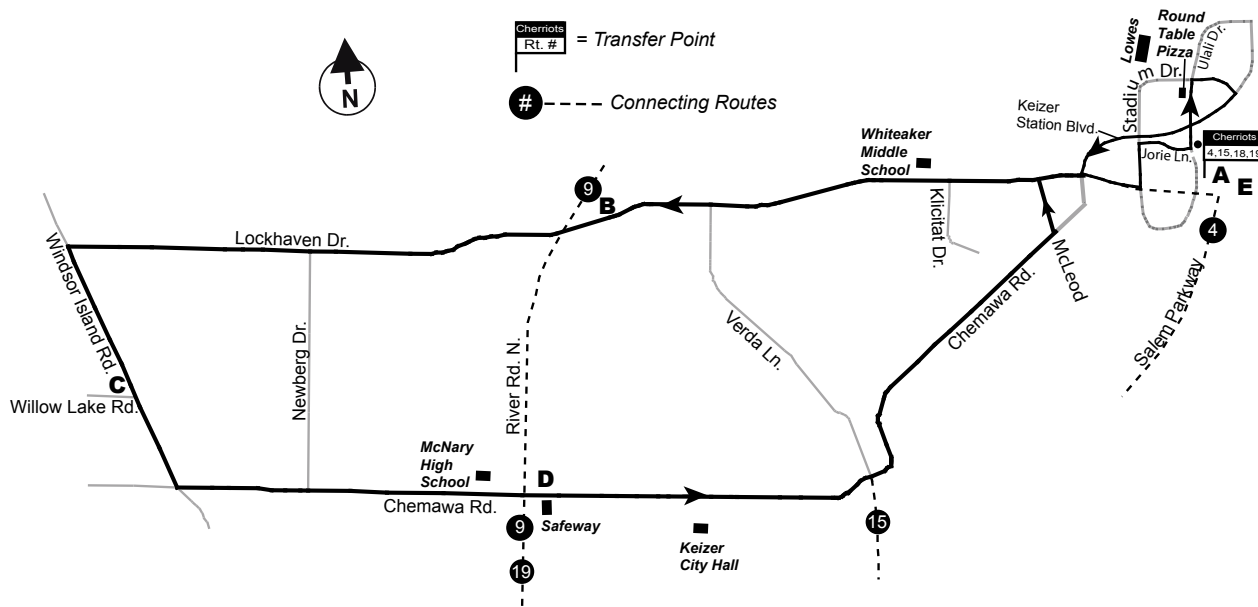 Cherriots
Rt. #
= Transfer Point
N
#
Connecting Routes
Lowes
Round
Table
Pizza
Ulali Dr.
Stadium Dr.
Keizer
Station Blvd.
Jorie Ln.
Cherriots
4,15,18,19
A
E
Whiteaker
Middle
School
9
B
Klicitat Dr.
4
Lockhaven Dr.
McLeod
Windsor Island Rd.
Chemawa Rd.
Salem Parkway
Verda Ln.
Newberg Dr.
River Rd. N.
C
Willow Lake Rd.
McNary
High
School
D
Chemawa Rd.
9
Safeway
15
Keizer
City Hall
19